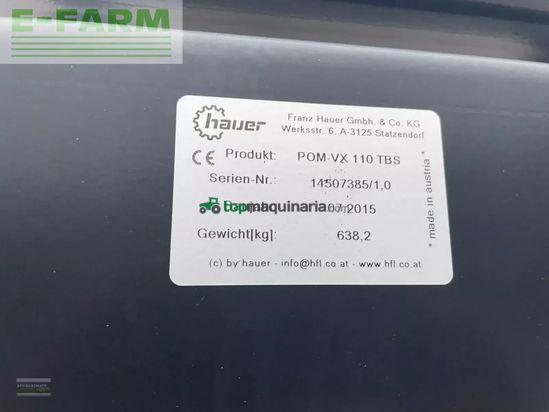 E-FARM
hauer
Franz Hauer Gmbh. & Co. KG
Werksstr. 6, A-3125 Statzendorf
CE Produkt: POM-VX 110 TBS
Serien-Nr.: 14507385/1,0
topmaquinaria.com 07.2015
Gewicht[kg]: 638,2
(c) by hauer - info@hfl.co.at - www.hfl.co.at
* made in austria *